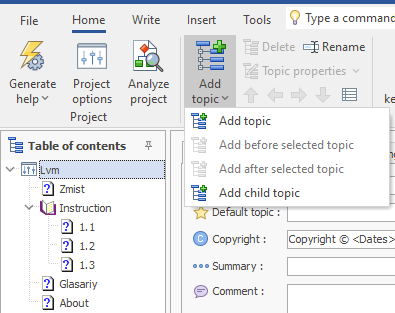 File Home Write Insert Tools Type a command
Generate help Project options Analyze project Add topic Delete Rename
Topic properties
Project
Add topic
Add before selected topic
Add after selected topic
Add child topic
Table of contents
Lvm
Zmist
Instruction
1.1
1.2
1.3
Glasariy
About
Default topic :
Copyright : Copyright © <Dates>
Summary :
Comment :